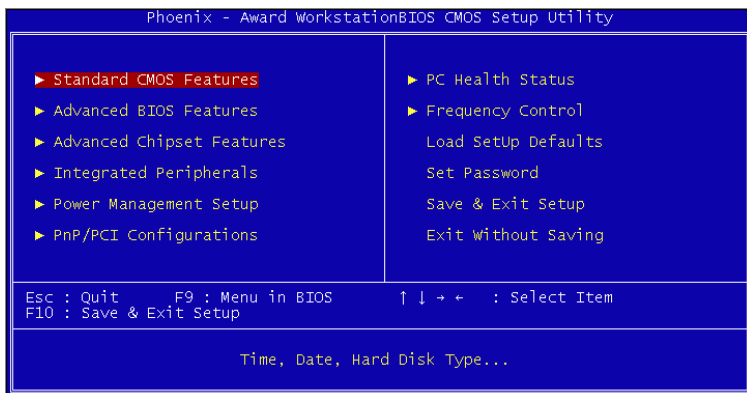 Phoenix - Award WorkstationBIOS CMOS Setup Utility
► Standard CMOS Features
► Advanced BIOS Features
► Advanced Chipset Features
► Integrated Peripherals
► Power Management Setup
► PnP/PCI Configurations
► PC Health Status
► Frequency Control
Load SetUp Defaults
Set Password
Save & Exit Setup
Exit Without Saving
Esc : Quit F9 : Menu in BIOS ↑ ↓ → ← : Select Item
F10 : Save & Exit Setup
Time, Date, Hard Disk Type...